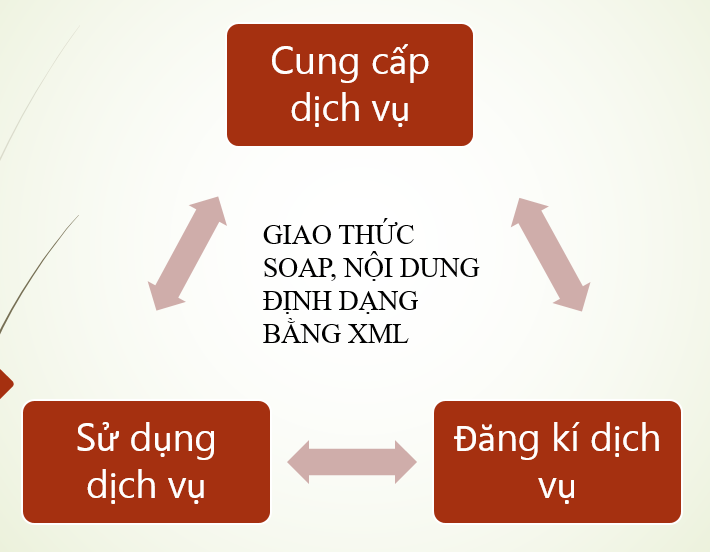 Cung cấp
dịch vụ
GIAO THỨC
SOAP, NỘI DUNG
ĐỊNH DẠNG
BẰNG XML
Sử dụng
dịch vụ
Đăng kí dịch
vụ